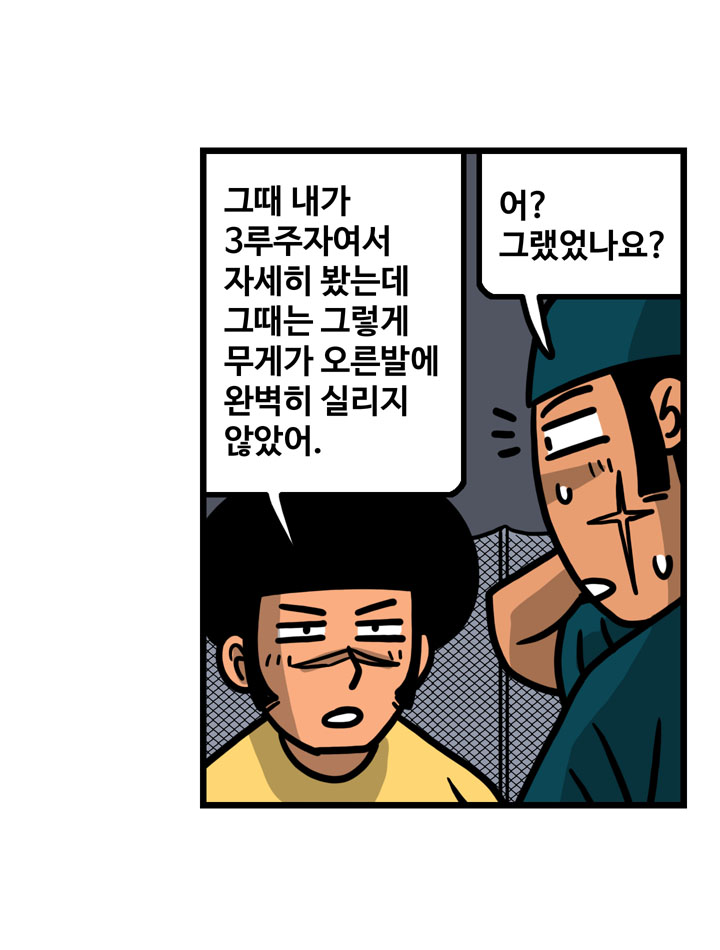 그때 내가
3루주자여서
자세히 봤는데
그때는 그렇게
무게가 오른발에
완벽히 실리지
않았어.
어?
그랬었나요?